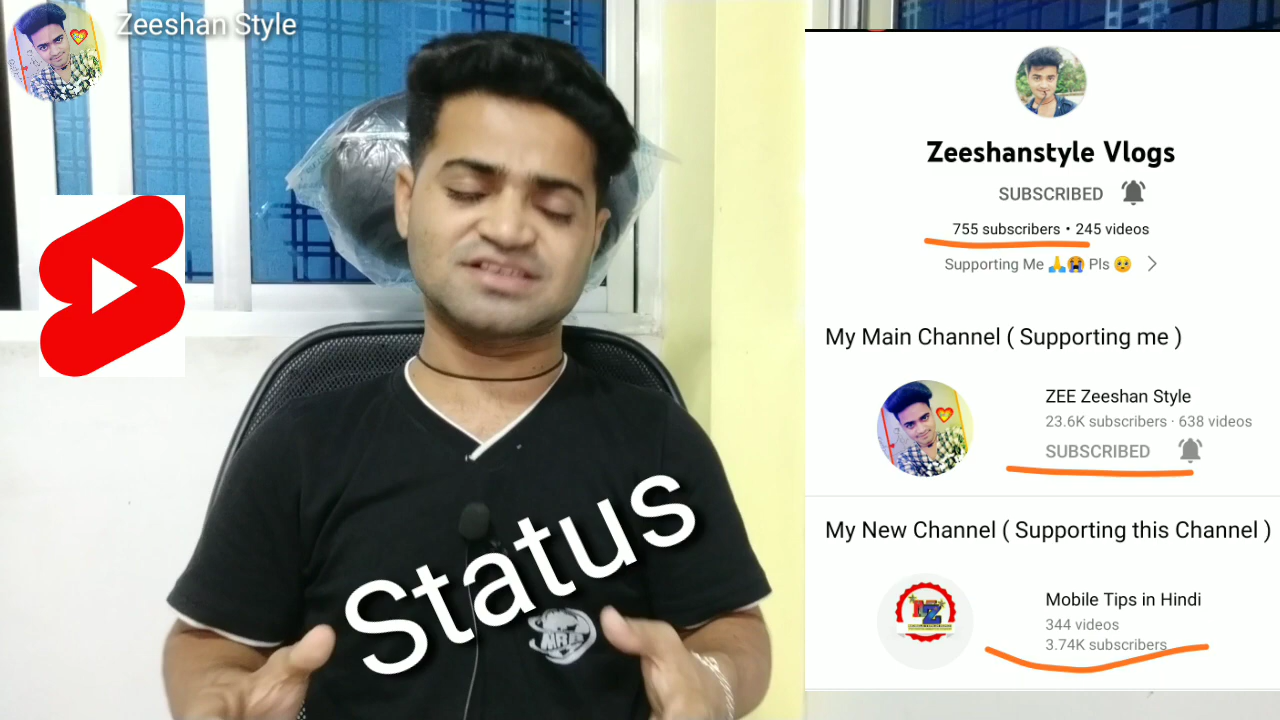 Zeeshan Style
Status
MRF
Zeeshanstyle Vlogs
SUBSCRIBED
755 subscribers • 245 videos
Supporting Me 🙏😭 Pls 🥺
My Main Channel ( Supporting me )
ZEE Zeeshan Style
23.6K subscribers · 638 videos
SUBSCRIBED
My New Channel ( Supporting this Channel )
Mobile Tips in Hindi
344 videos
3.74K subscribers